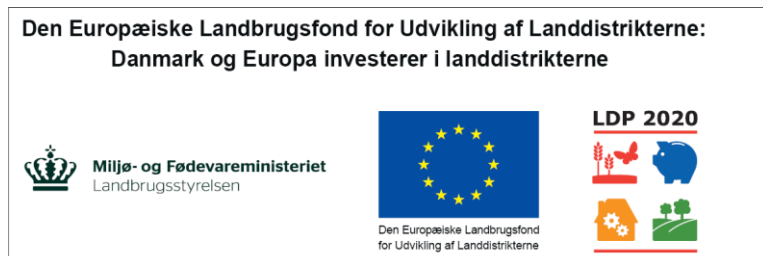 Den Europæiske Landbrugsfond for Udvikling af Landdistrikterne:
Danmark og Europa investerer i landdistrikterne
LDP 2020
Miljø- og Fødevareministeriet
Landbrugsstyrelsen
Den Europæiske Landbrugsfond
for Udvikling af Landdistrikterne